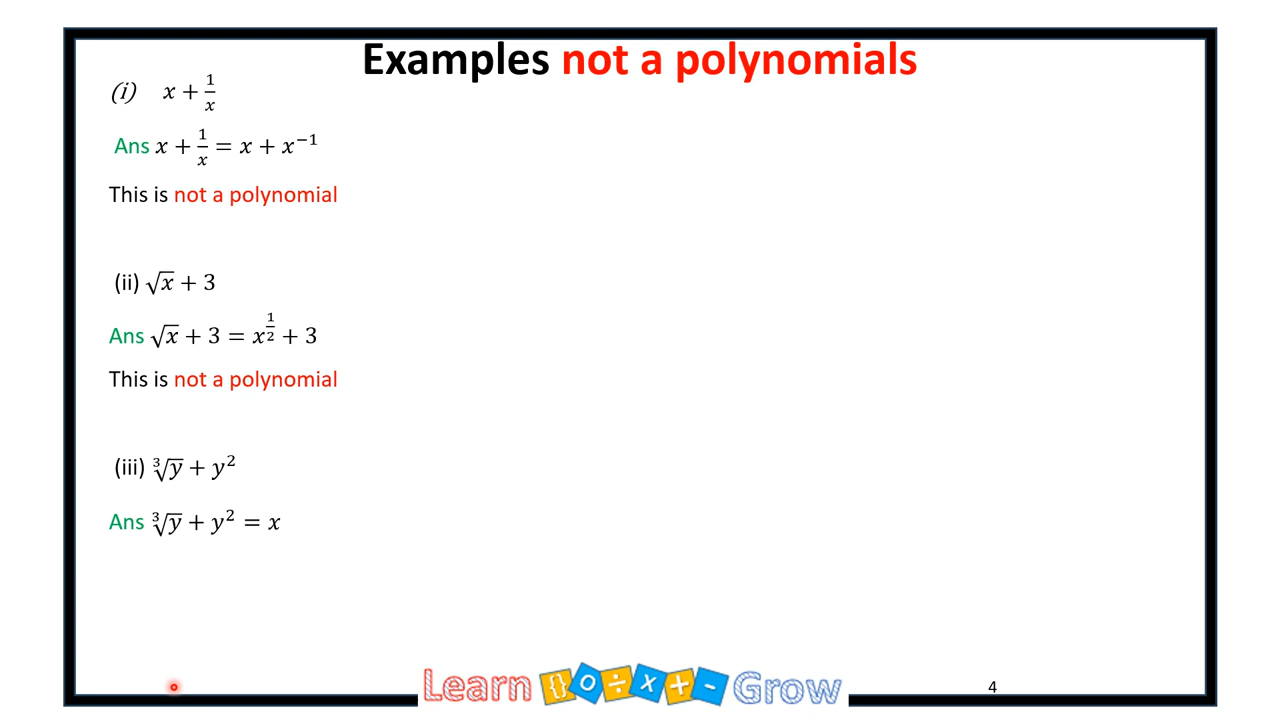 Examples not a polynomials
(i) x + 1/x
Ans x + 1/x = x + x⁻¹
This is not a polynomial
(ii) √x + 3
Ans √x + 3 = x^(1/2) + 3
This is not a polynomial
(iii) ∛y + y²
Ans ∛y + y² = x
Learn {} o ÷ x + - Grow
4